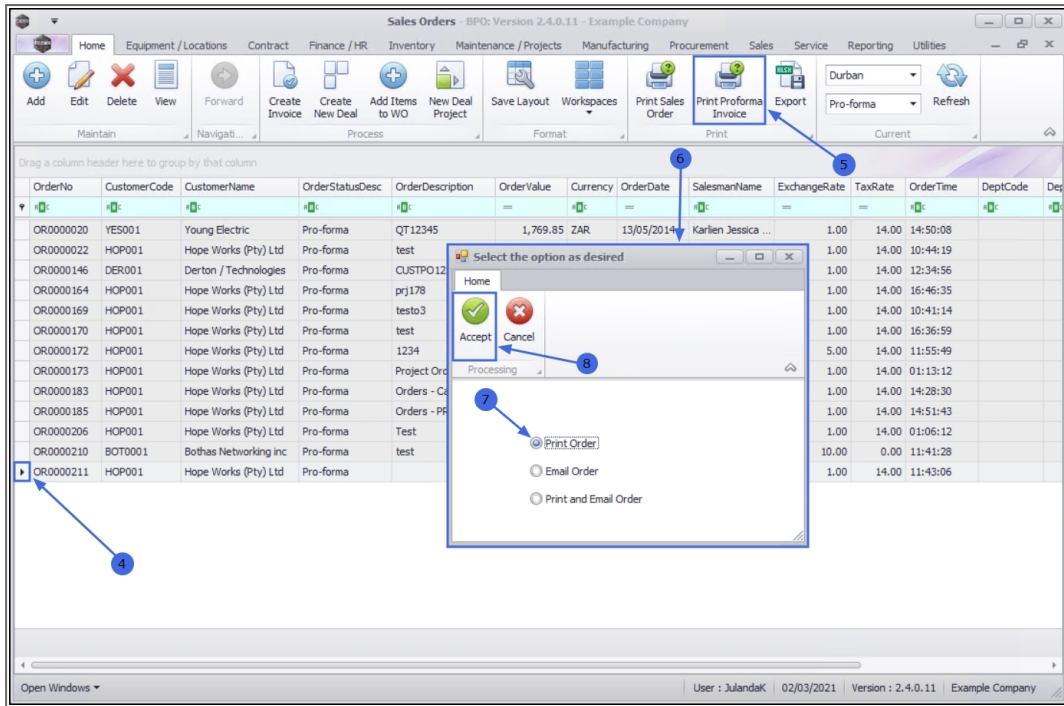 Sales Orders - BPO: Version 2.4.0.11 - Example Company
Home Equipment / Locations Contract Finance / HR Inventory Maintenance / Projects Manufacturing Procurement Sales Service Reporting Utilities
Add Edit Delete View Forward Create Invoice Create New Deal Add Items to WO New Deal Project Save Layout Workspaces Print Sales Order Print Proforma Invoice Export Durban Pro-forma Refresh
Maintain Navigati... Process Format Print Current
6 5
Drag a column header here to group by that column
OrderNo CustomerCode CustomerName OrderStatusDesc OrderDescription OrderValue Currency OrderDate SalesmanName ExchangeRate TaxRate OrderTime DeptCode Dep
OR0000020 YES001 Young Electric Pro-forma QT12345 1,769.85 ZAR 13/05/2014 Karlien Jessica ... 1.00 14.00 14:50:08
OR0000022 HOP001 Hope Works (Pty) Ltd Pro-forma test 1.00 14.00 10:44:19
OR0000146 DER001 Derton / Technologies Pro-forma CUSTPO12 1.00 14.00 12:34:56
OR0000164 HOP001 Hope Works (Pty) Ltd Pro-forma prj178 1.00 14.00 16:46:35
OR0000169 HOP001 Hope Works (Pty) Ltd Pro-forma testo3 1.00 14.00 10:41:14
OR0000170 HOP001 Hope Works (Pty) Ltd Pro-forma test 1.00 14.00 16:36:59
OR0000172 HOP001 Hope Works (Pty) Ltd Pro-forma 1234 5.00 14.00 11:55:49
OR0000173 HOP001 Hope Works (Pty) Ltd Pro-forma Project Ord 1.00 14.00 01:13:12
OR0000183 HOP001 Hope Works (Pty) Ltd Pro-forma Orders - Ca 1.00 14.00 14:28:30
OR0000185 HOP001 Hope Works (Pty) Ltd Pro-forma Orders - PR 1.00 14.00 14:51:43
OR0000206 HOP001 Hope Works (Pty) Ltd Pro-forma Test 1.00 14.00 01:06:12
OR0000210 BOT0001 Bothas Networking inc Pro-forma test 10.00 0.00 11:41:28
OR0000211 HOP001 Hope Works (Pty) Ltd Pro-forma 1.00 14.00 11:43:06
4
Select the option as desired
Home
Accept Cancel
8
Processing
7
Print Order
Email Order
Print and Email Order
Open Windows User : JulandaK 02/03/2021 Version : 2.4.0.11 Example Company